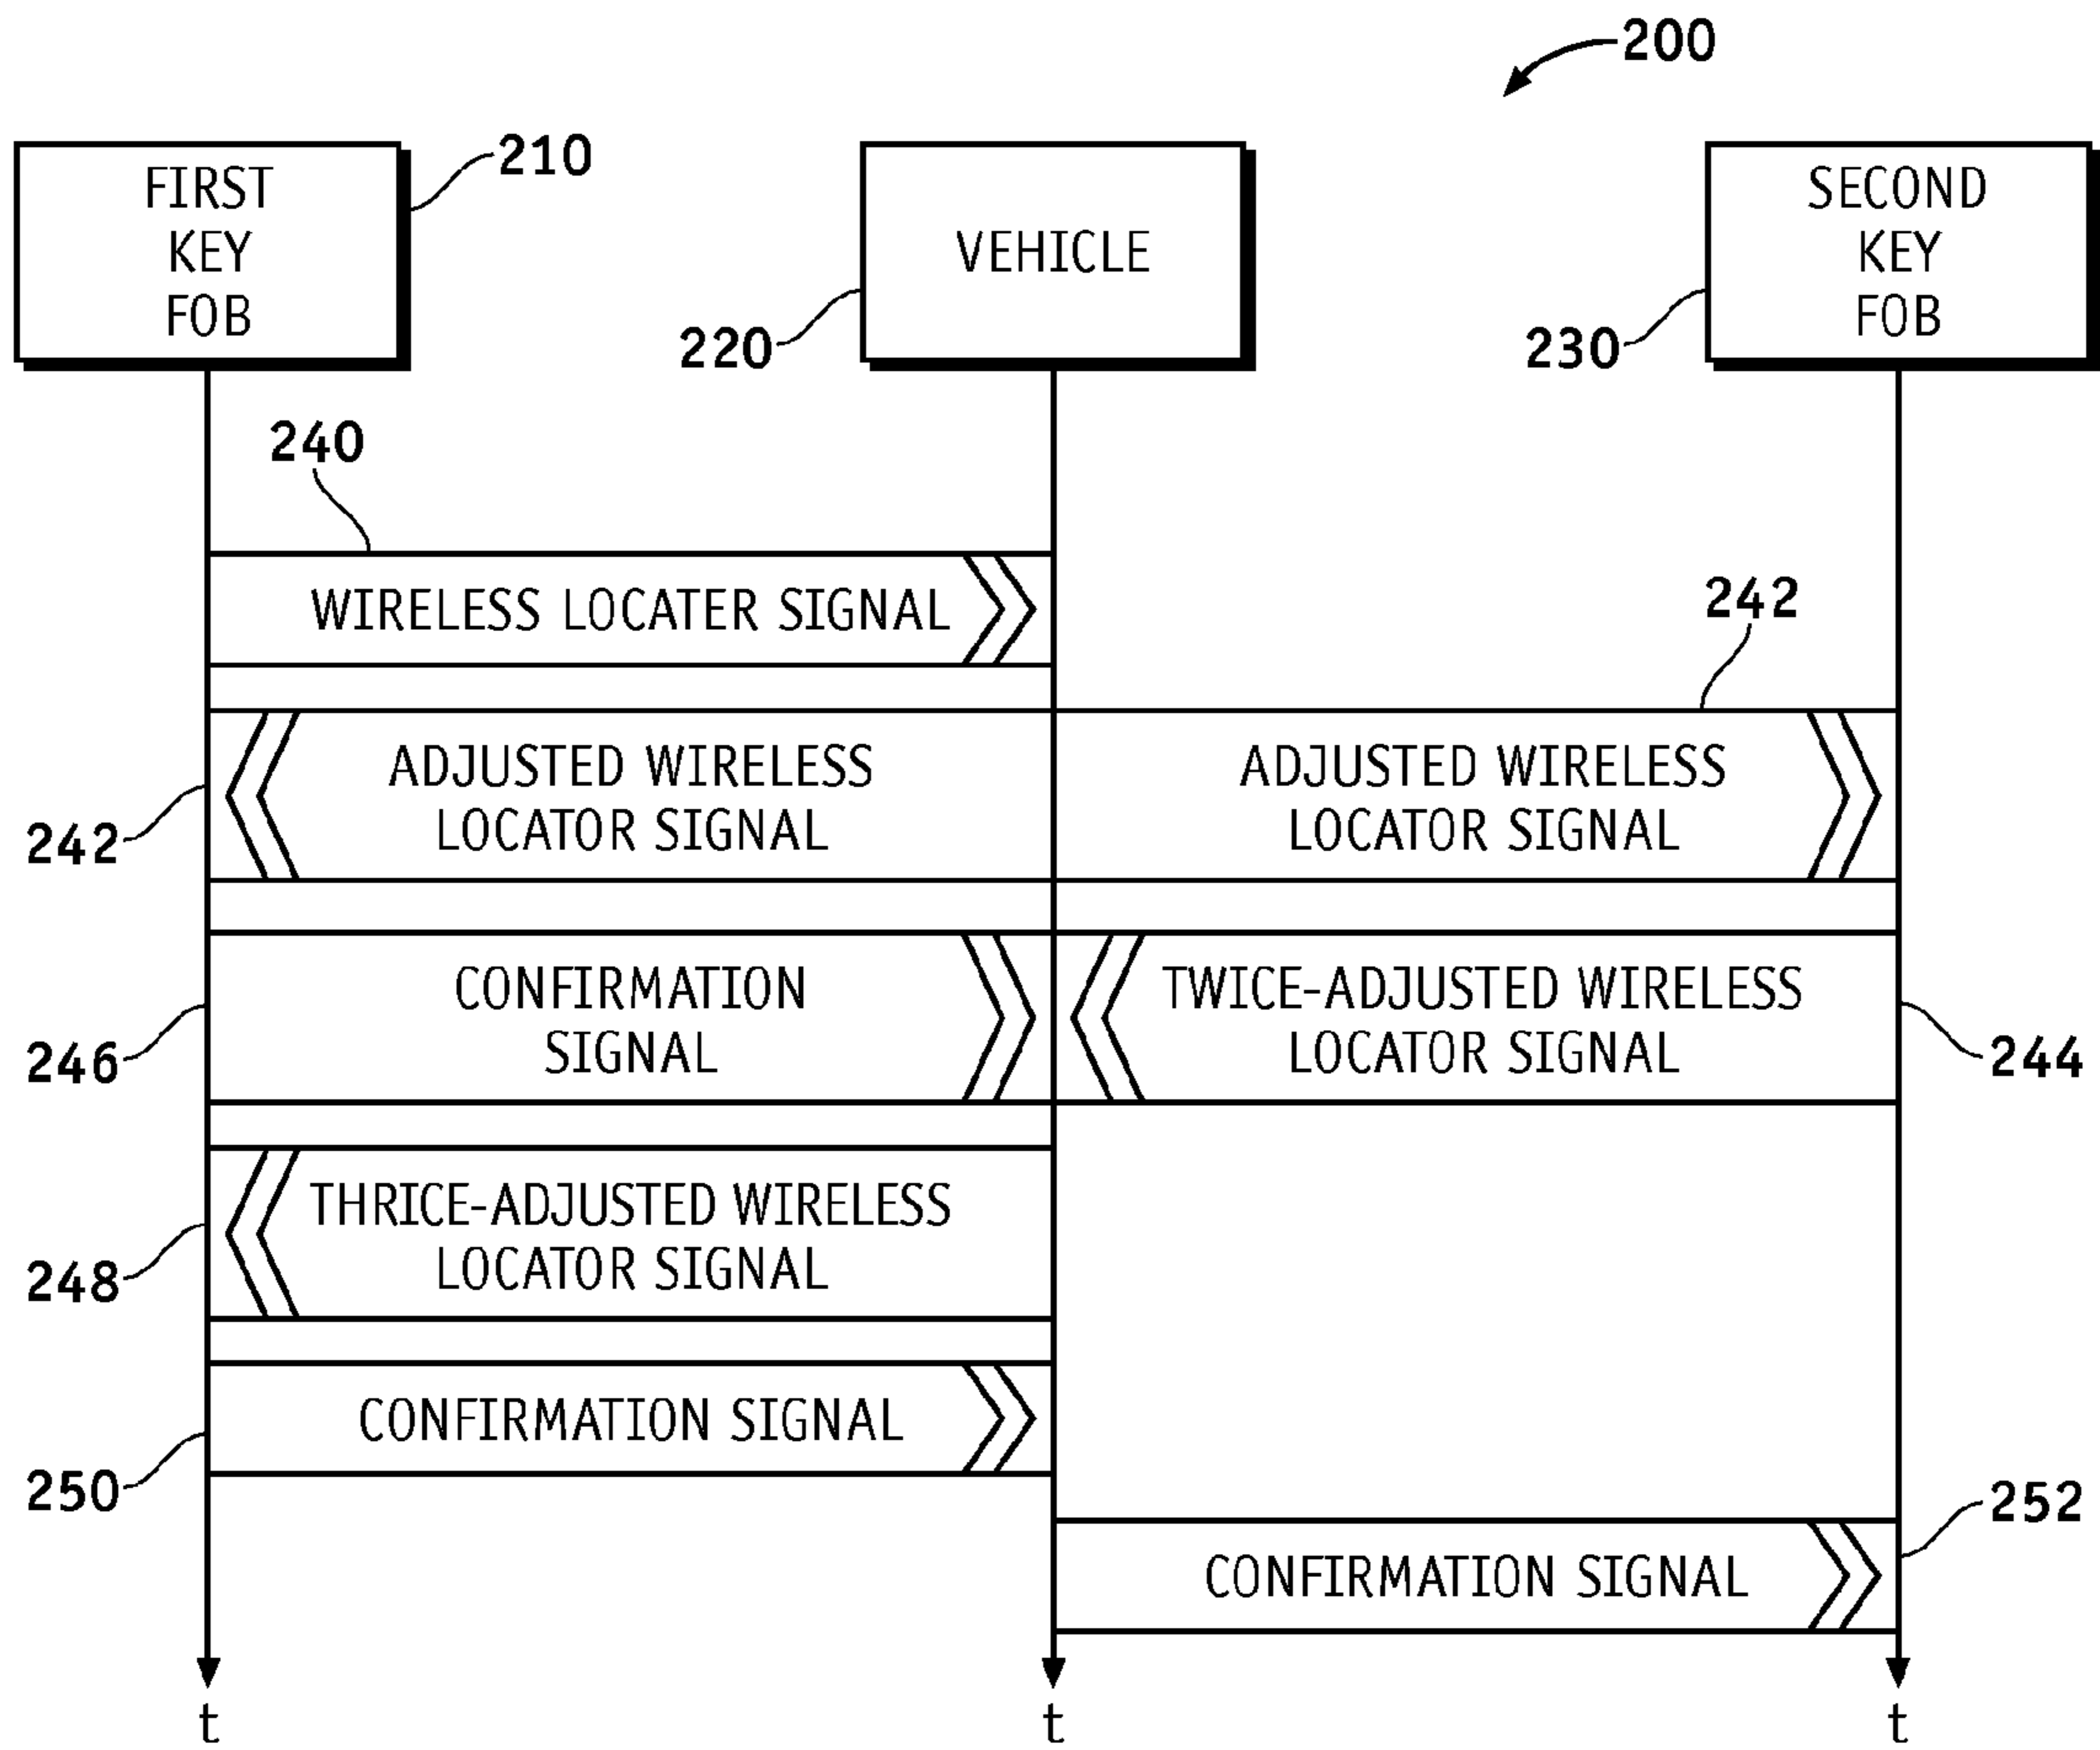 200
210
FIRST
KEY
FOB
220
VEHICLE
230
SECOND
KEY
FOB
240
WIRELESS LOCATER SIGNAL
242
242
ADJUSTED WIRELESS
LOCATOR SIGNAL
ADJUSTED WIRELESS
LOCATOR SIGNAL
246
CONFIRMATION
SIGNAL
TWICE-ADJUSTED WIRELESS
LOCATOR SIGNAL
244
248
THRICE-ADJUSTED WIRELESS
LOCATOR SIGNAL
250
CONFIRMATION SIGNAL
252
CONFIRMATION SIGNAL
t
t
t